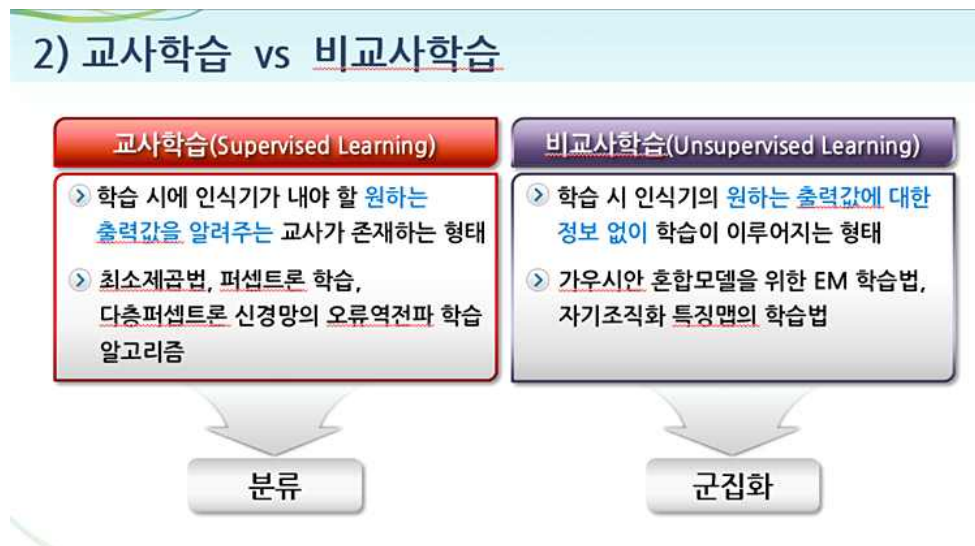 2) 교사학습 vs 비교사학습
교사학습(Supervised Learning)
학습 시에 인식기가 내야 할 원하는
출력값을 알려주는 교사가 존재하는 형태
최소제곱법, 퍼셉트론 학습,
다층퍼셉트론 신경망의 오류역전파 학습
알고리즘
분류
비교사학습(Unsupervised Learning)
학습 시 인식기의 원하는 출력값에 대한
정보 없이 학습이 이루어지는 형태
가우시안 혼합모델을 위한 EM 학습법,
자기조직화 특징맵의 학습법
군집화